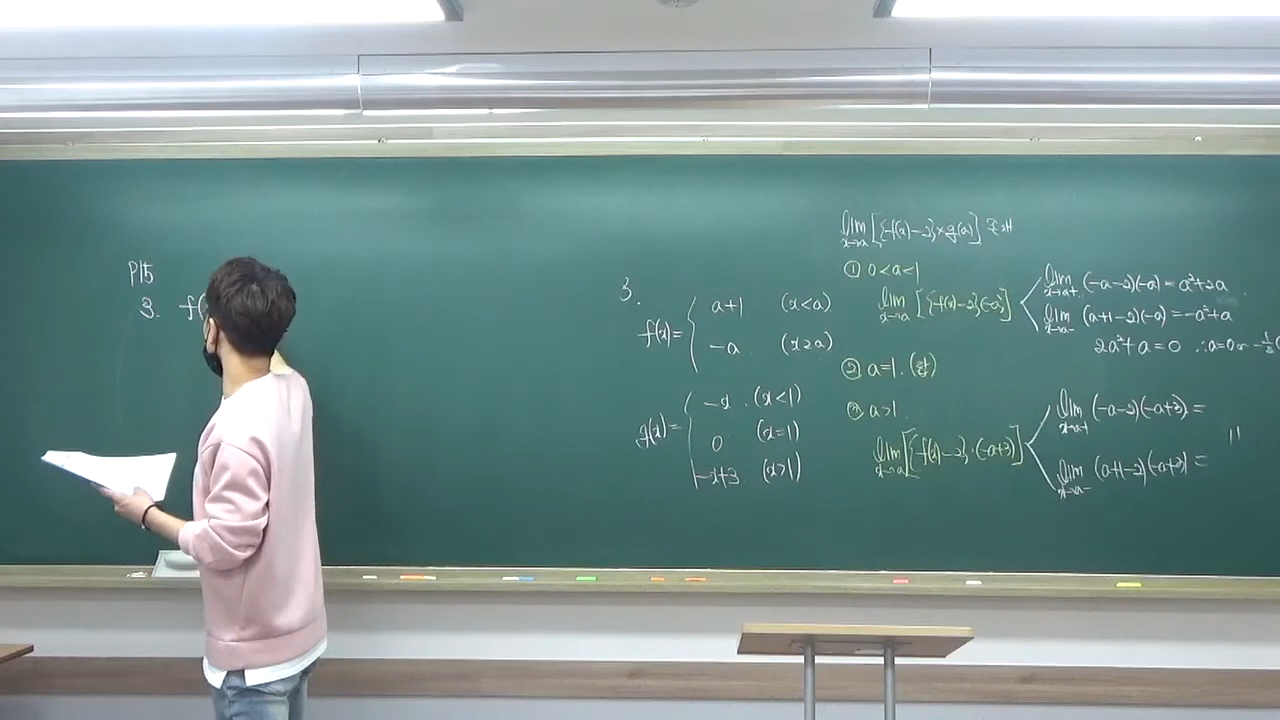 P15
3. f(
3.
f(x)= { a+1 (x<a)
-a (x≥a)
g(x)= { -x (x<1)
0 (x=1)
-x+3 (x>1)
lim x→a [{f(x)-2}×g(x)] 존재
① 0<a<1
lim x→a [{f(x)-2}(-a)]
lim x→a+ (-a-2)(-a)=a²+2a
lim x→a- (a+1-2)(-a)=-a²+a
2a²+a=0 ∴a=0 or -1/2
② a=1.
③ a>1
lim x→a [{f(x)-2}·(-a+3)]
lim x→a+ (-a-2)(-a+3)=
lim x→a- (a+1-2)(-a+3)=